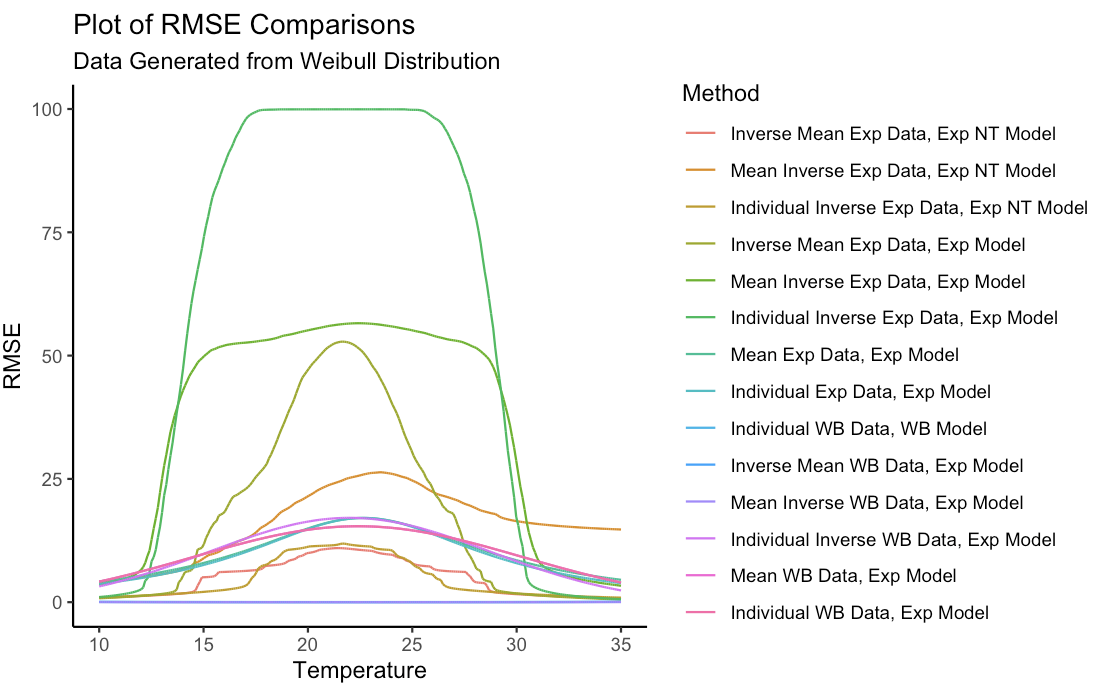 Plot of RMSE Comparisons
Data Generated from Weibull Distribution
RMSE
100
75
50
25
0
10
15
20
25
30
35
Temperature
Method
Inverse Mean Exp Data, Exp NT Model
Mean Inverse Exp Data, Exp NT Model
Individual Inverse Exp Data, Exp NT Model
Inverse Mean Exp Data, Exp Model
Mean Inverse Exp Data, Exp Model
Individual Inverse Exp Data, Exp Model
Mean Exp Data, Exp Model
Individual Exp Data, Exp Model
Individual WB Data, WB Model
Inverse Mean WB Data, Exp Model
Mean Inverse WB Data, Exp Model
Individual Inverse WB Data, Exp Model
Mean WB Data, Exp Model
Individual WB Data, Exp Model